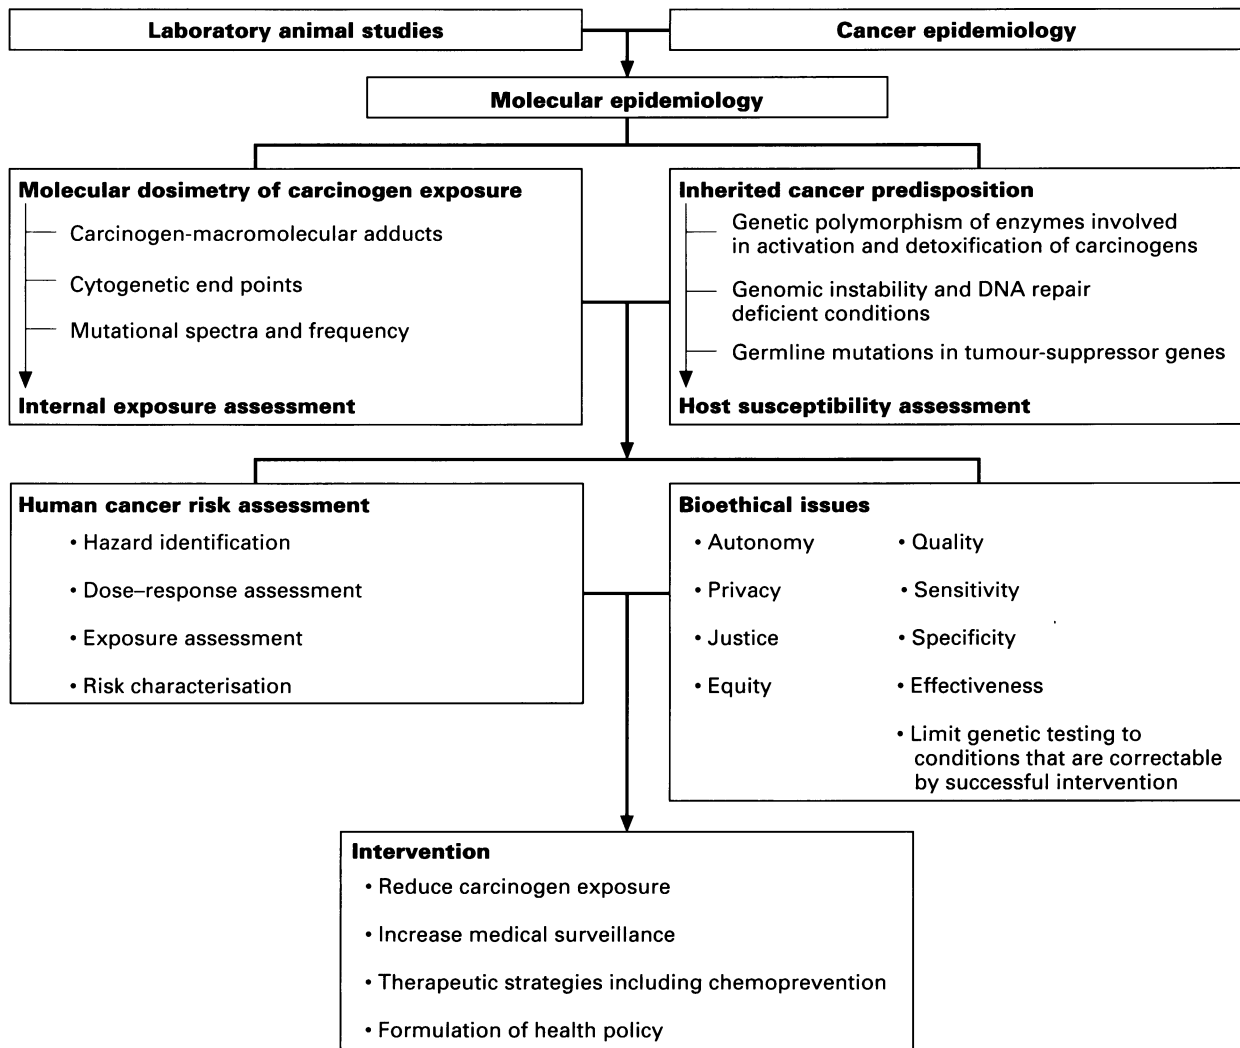 Laboratory animal studies
Cancer epidemiology
Molecular epidemiology
Molecular dosimetry of carcinogen exposure
Carcinogen-macromolecular adducts
Cytogenetic end points
Mutational spectra and frequency
Internal exposure assessment
Inherited cancer predisposition
Genetic polymorphism of enzymes involved
in activation and detoxification of carcinogens
Genomic instability and DNA repair
deficient conditions
Germline mutations in tumour-suppressor genes
Host susceptibility assessment
Human cancer risk assessment
• Hazard identification
• Dose–response assessment
• Exposure assessment
• Risk characterisation
Bioethical issues
• Autonomy
• Privacy
• Justice
• Equity
• Quality
• Sensitivity
• Specificity
• Effectiveness
• Limit genetic testing to
conditions that are correctable
by successful intervention
Intervention
• Reduce carcinogen exposure
• Increase medical surveillance
• Therapeutic strategies including chemoprevention
• Formulation of health policy